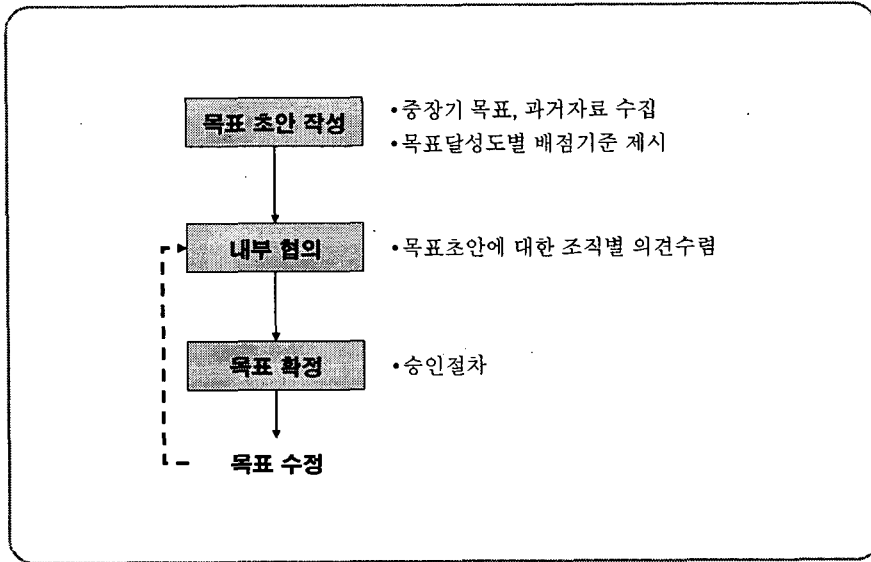 목표 초안 작성
•중장기 목표, 과거자료 수집
•목표달성도별 배점기준 제시
내부 협의
•목표초안에 대한 조직별 의견수렴
목표 확정
•승인절차
목표 수정